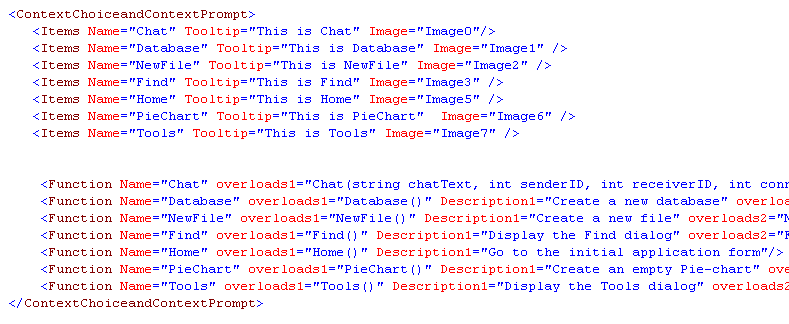 <ContextChoiceandContextPrompt>
<Items Name="Chat" Tooltip="This is Chat" Image="Image0"/>
<Items Name="Database" Tooltip="This is Database" Image="Image1" />
<Items Name="NewFile" Tooltip="This is NewFile" Image="Image2" />
<Items Name="Find" Tooltip="This is Find" Image="Image3" />
<Items Name="Home" Tooltip="This is Home" Image="Image5" />
<Items Name="PieChart" Tooltip="This is PieChart"  Image="Image6" />
<Items Name="Tools" Tooltip="This is Tools" Image="Image7" />
<Function Name="Chat" overloads1="Chat(string chatText, int senderID, int receiverID, int conn
<Function Name="Database" overloads1="Database()" Description1="Create a new database" overloa
<Function Name="NewFile" overloads1="NewFile()" Description1="Create a new file" overloads2="N
<Function Name="Find" overloads1="Find()" Description1="Display the Find dialog" overloads2="F
<Function Name="Home" overloads1="Home()" Description1="Go to the initial application form"/>
<Function Name="PieChart" overloads1="PieChart()" Description1="Create an empty Pie-chart" ove
<Function Name="Tools" overloads1="Tools()" Description1="Display the Tools dialog" overloads2
</ContextChoiceandContextPrompt>